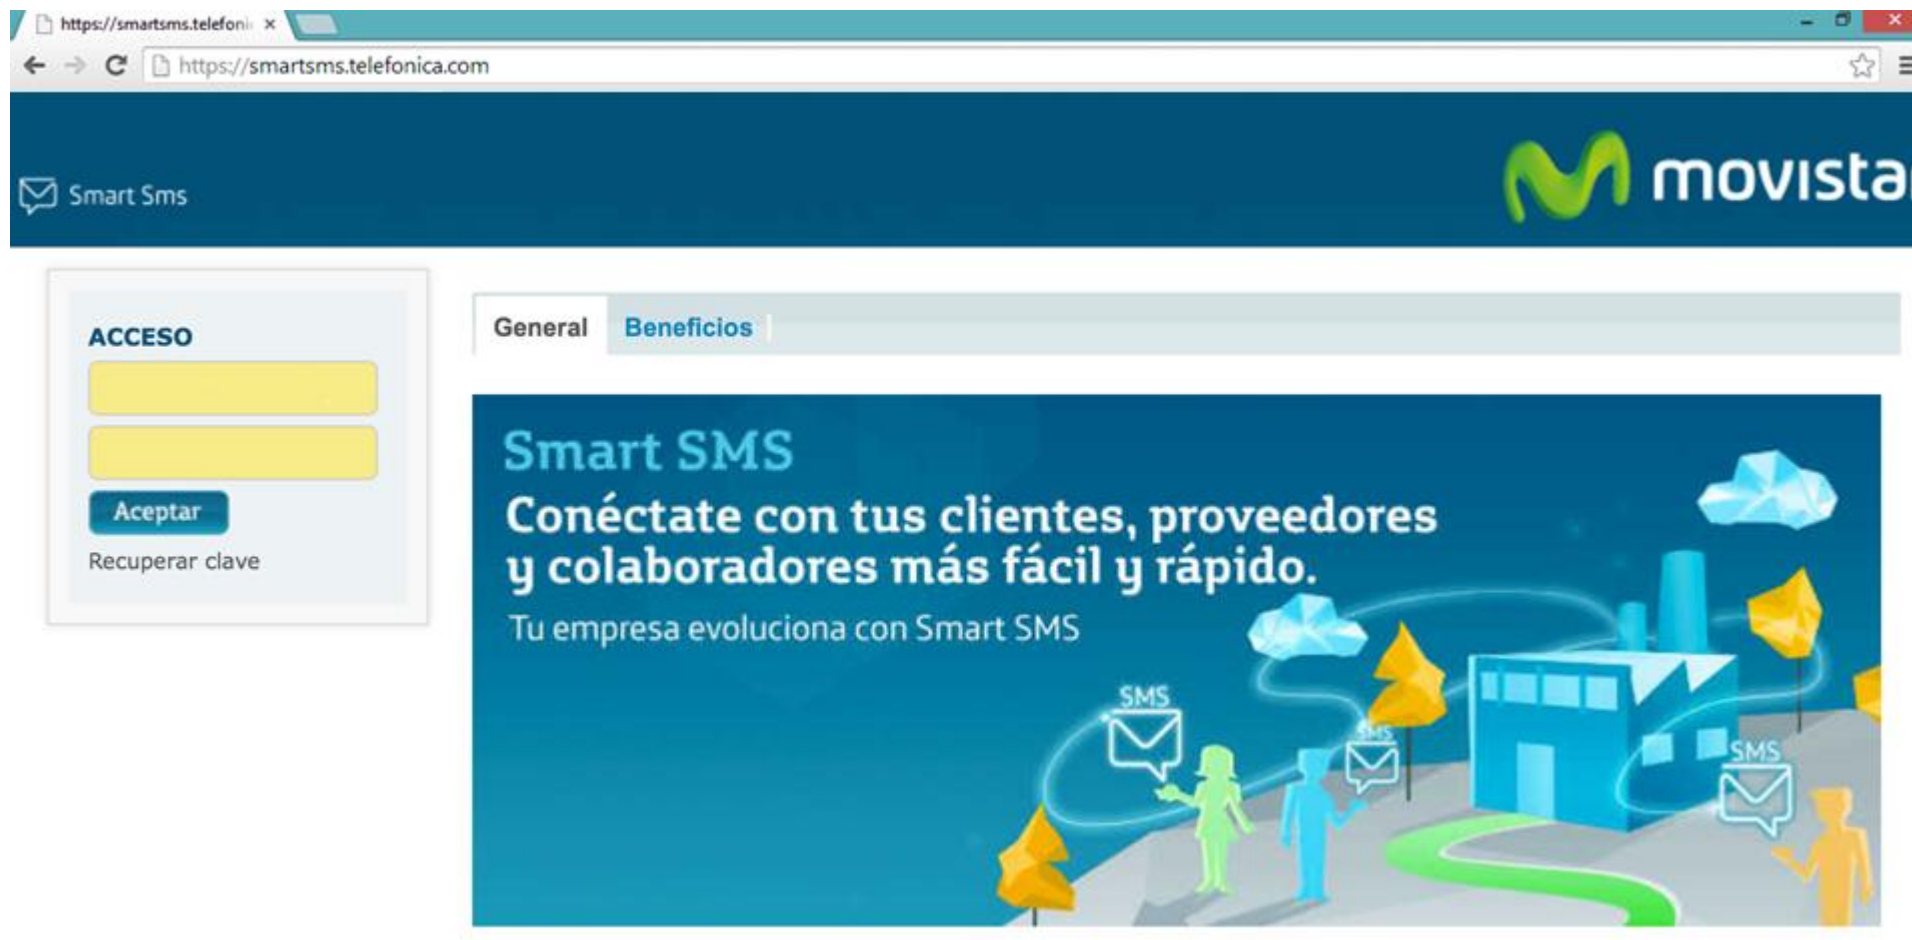 https://smartsms.telefoni
https://smartsms.telefonica.com
Smart Sms
movista
ACCESO
Aceptar
Recuperar clave
General Beneficios
Smart SMS
Conéctate con tus clientes, proveedores
y colaboradores más fácil y rápido.
Tu empresa evoluciona con Smart SMS
SMS
SMS
SMS